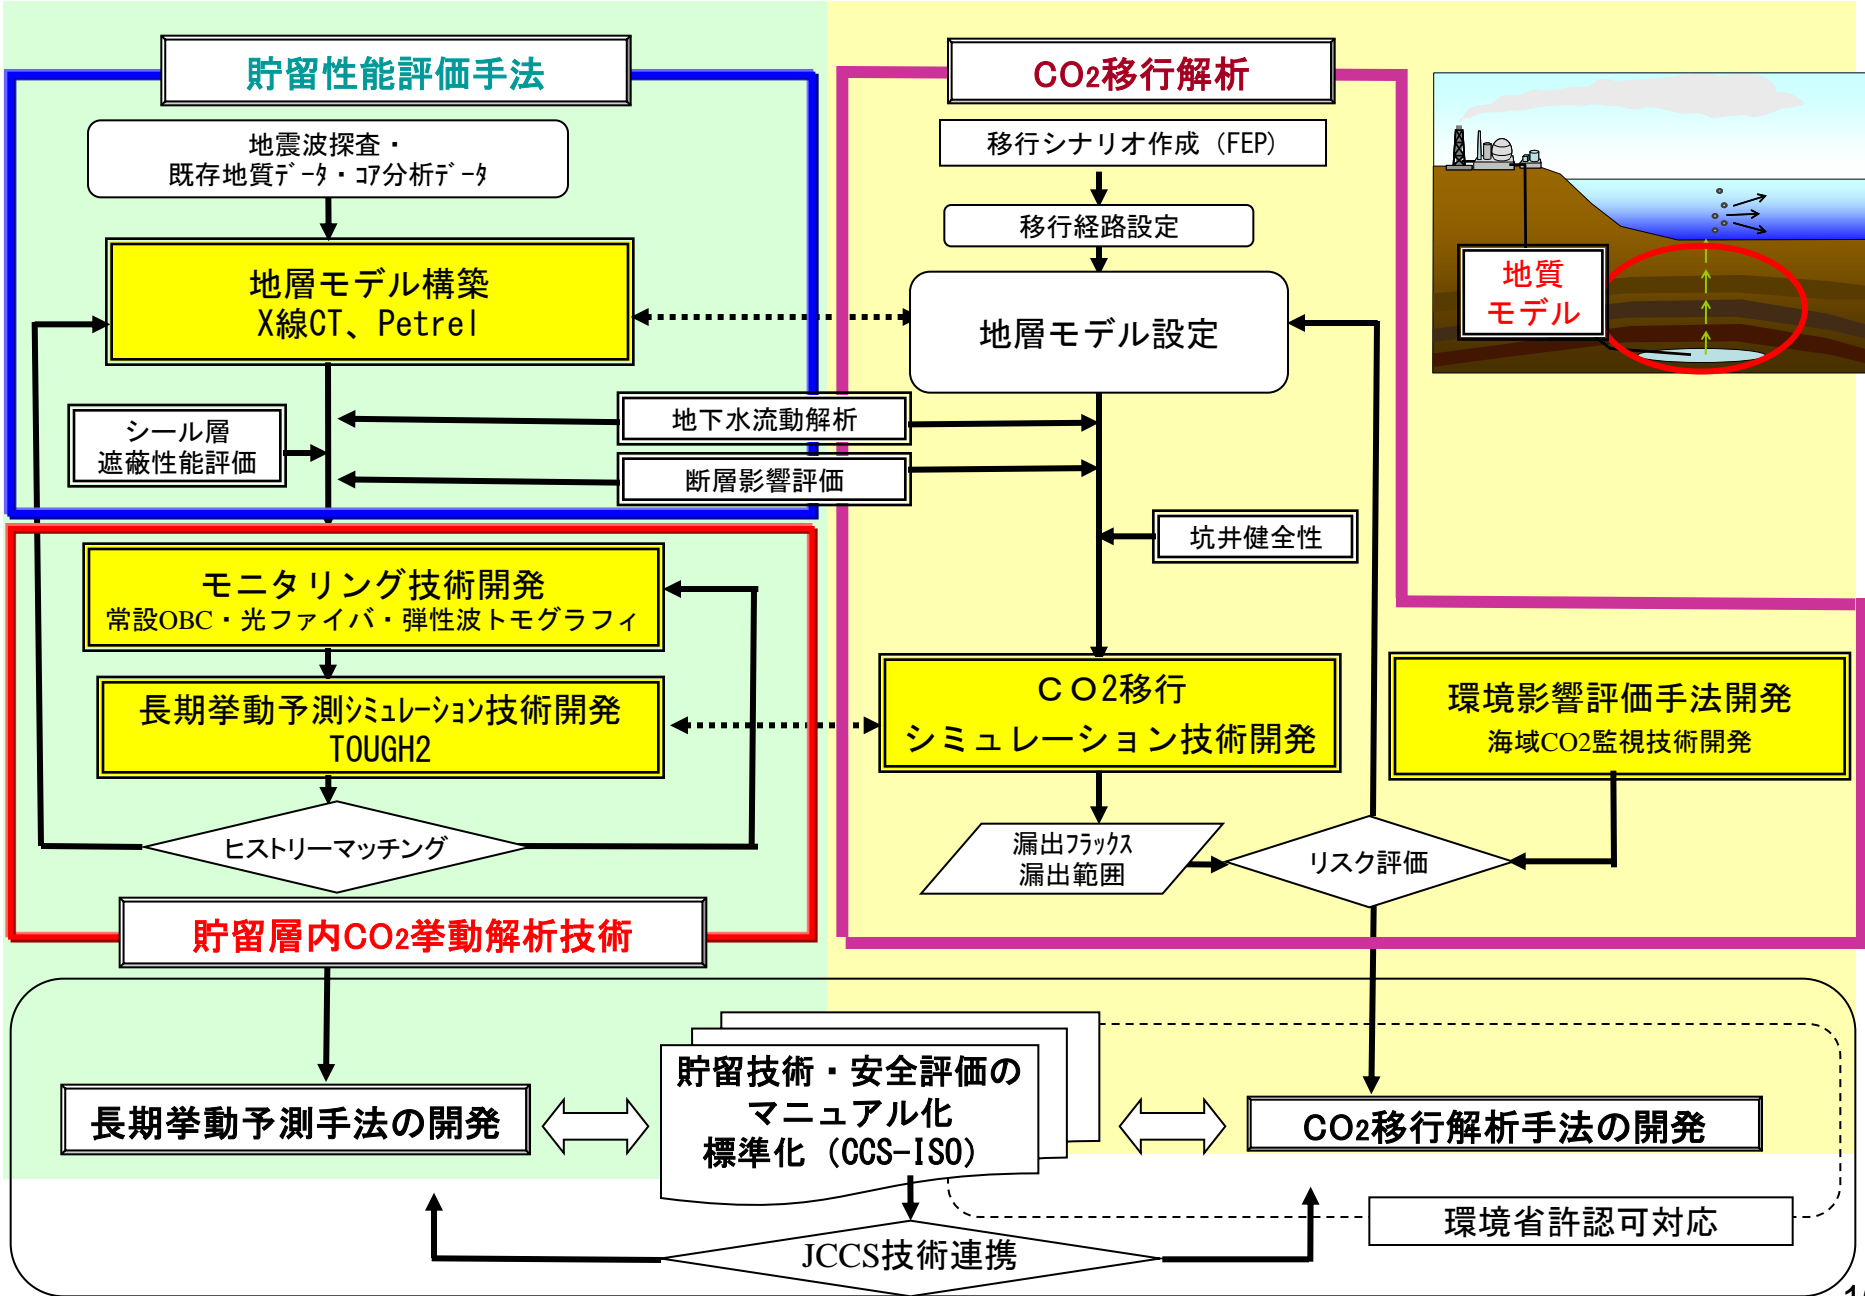 貯留性能評価手法
地震波探査・
既存地質ﾃﾞｰﾀ・ｺｱ分析ﾃﾞｰﾀ
地層モデル構築
X線CT、Petrel
シール層
遮蔽性能評価
地下水流動解析
断層影響評価
モニタリング技術開発
常設OBC・光ファイバ・弾性波トモグラフィ
長期挙動予測ｼﾐｭﾚｰｼｮﾝ技術開発
TOUGH2
ヒストリーマッチング
貯留層内CO2挙動解析技術
CO2移行解析
移行シナリオ作成（FEP）
移行経路設定
地層モデル設定
坑井健全性
ＣＯ2移行
シミュレーション技術開発
環境影響評価手法開発
海域CO2監視技術開発
漏出ﾌﾗｯｸｽ
漏出範囲
リスク評価
地質
モデル
長期挙動予測手法の開発
貯留技術・安全評価の
マニュアル化
標準化（CCS-ISO）
CO2移行解析手法の開発
環境省許認可対応
JCCS技術連携